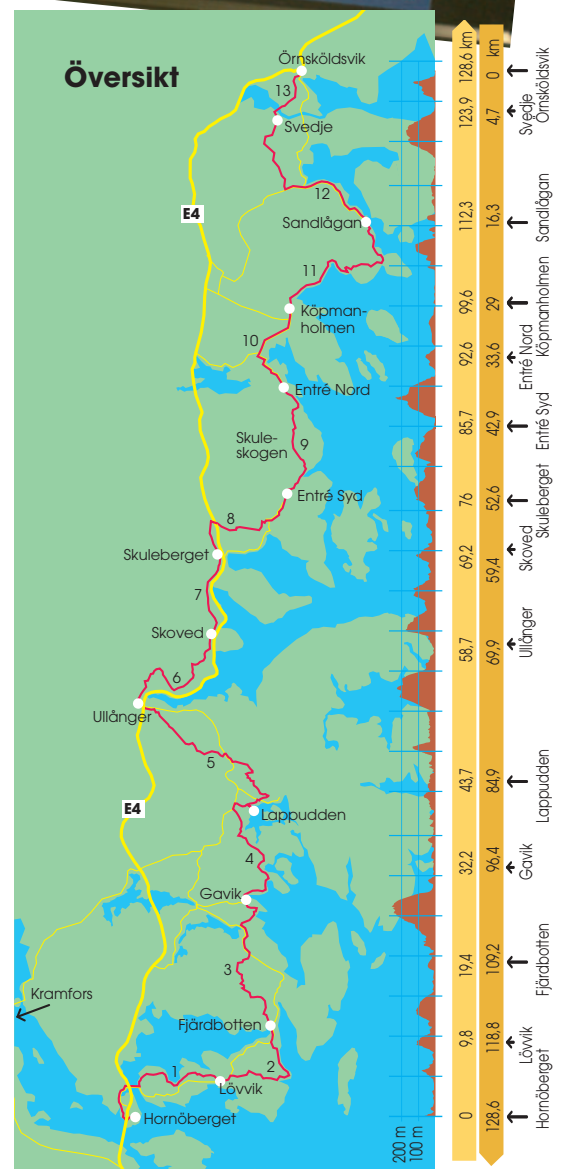 Översikt
Örnsköldsvik
13
Svedje
12
E4
Sandlågan
11
Köpman-
holmen
10
Entré Nord
Skule-
skogen
9
Entré Syd
8
Skuleberget
7
Skoved
6
Ullånger
5
E4
Lappudden
4
Gavik
3
Kramfors
Fjärdbotten
1
2
Lövvik
Hornöberget
200 m
100 m
0
9,8
19,4
32,2
43,7
58,7
69,2
76
85,7
92,6
99,6
112,3
123,9
128,6 km
128,6
118,8
109,2
96,4
84,9
69,9
59,4
52,6
42,9
33,6
29
16,3
4,7
0
km
Hornöberget
Lövvik
Fjärdbotten
Gavik
Lappudden
Ullånger
Skoved
Skuleberget
Entré Syd
Entré Nord
Köpmanholmen
Sandlågan
Svedje
Örnsköldsvik